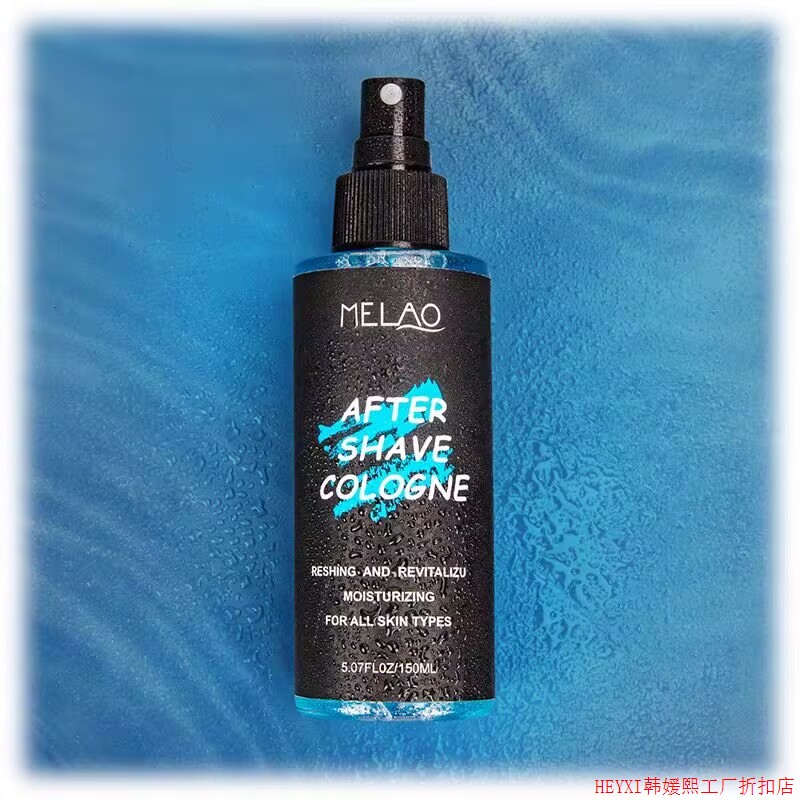 MELAO
AFTER
SHAVE
COLOGNE
RESHING AND REVITALIZU
MOISTURIZING
FOR ALL SKIN TYPES
5.07FL0Z/150ML
HEYXI韩媛熙工厂折扣店